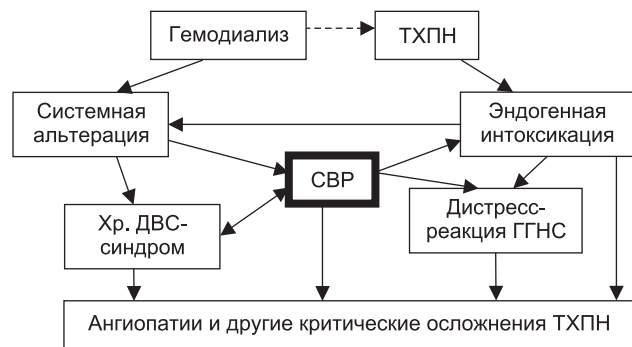 Гемодиализ
ТХПН
Системная
альтерация
Эндогенная
интоксикация
СВР
Хр. ДВС-
синдром
Дистресс-
реакция ГГНС
Ангиопатии и другие критические осложнения ТХПН